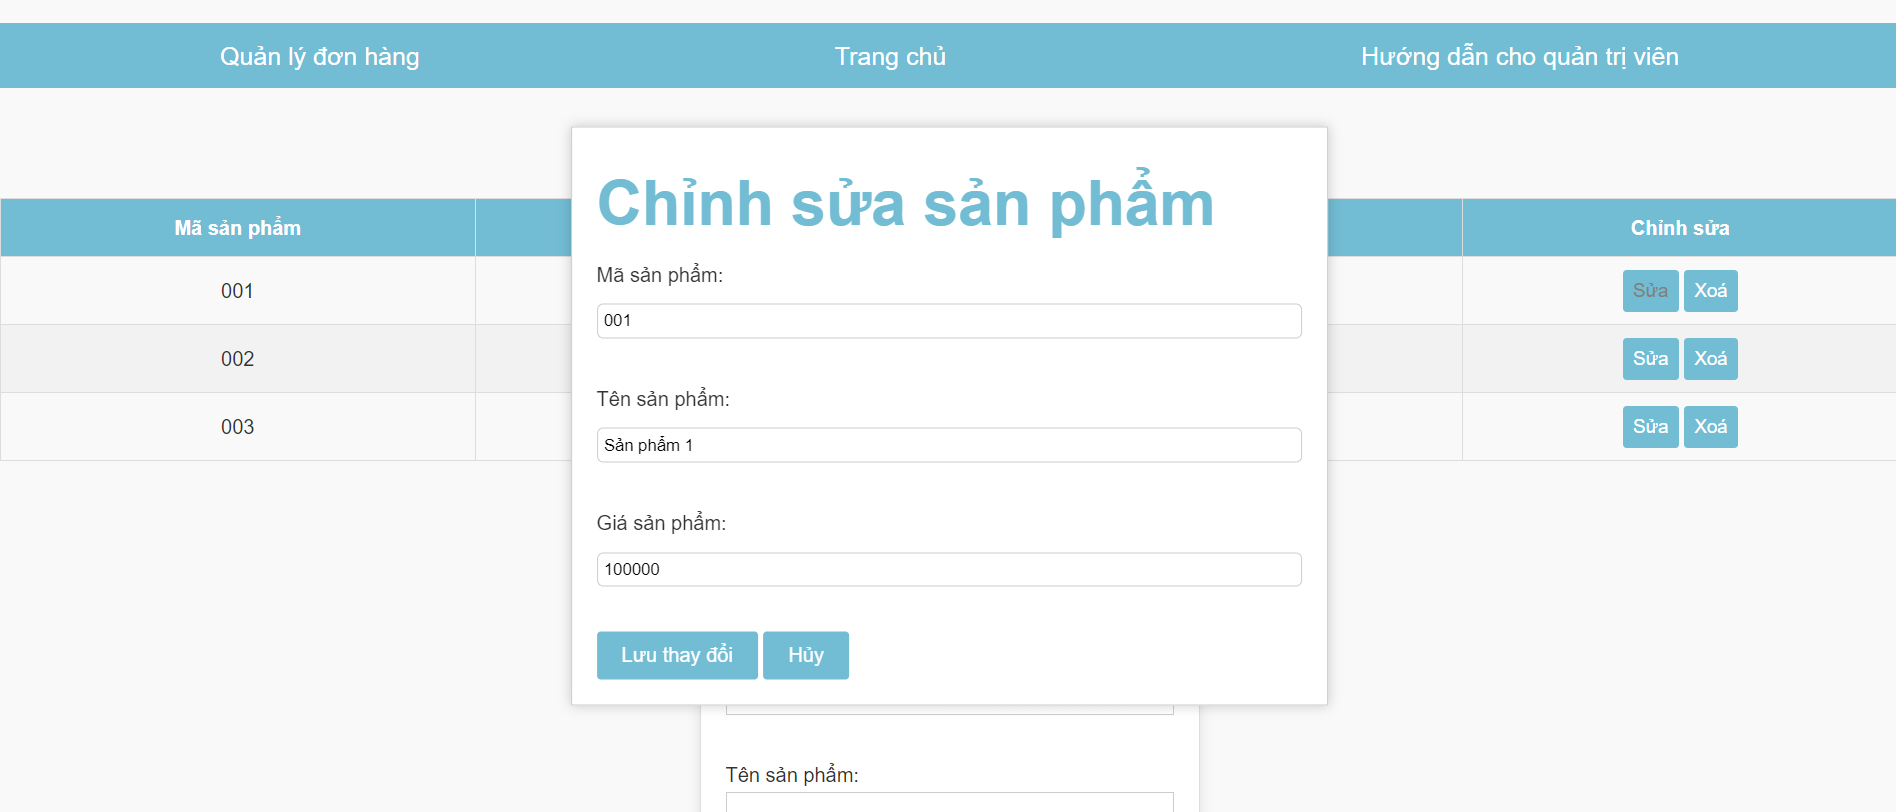 Quản lý đơn hàng Trang chủ Hướng dẫn cho quản trị viên
Chỉnh sửa sản phẩm
Mã sản phẩm:
001
Tên sản phẩm:
Sản phẩm 1
Giá sản phẩm:
100000
Lưu thay đổi Hủy
Mã sản phẩm Chỉnh sửa
001 Sửa Xoá
002 Sửa Xoá
003 Sửa Xoá
Tên sản phẩm: